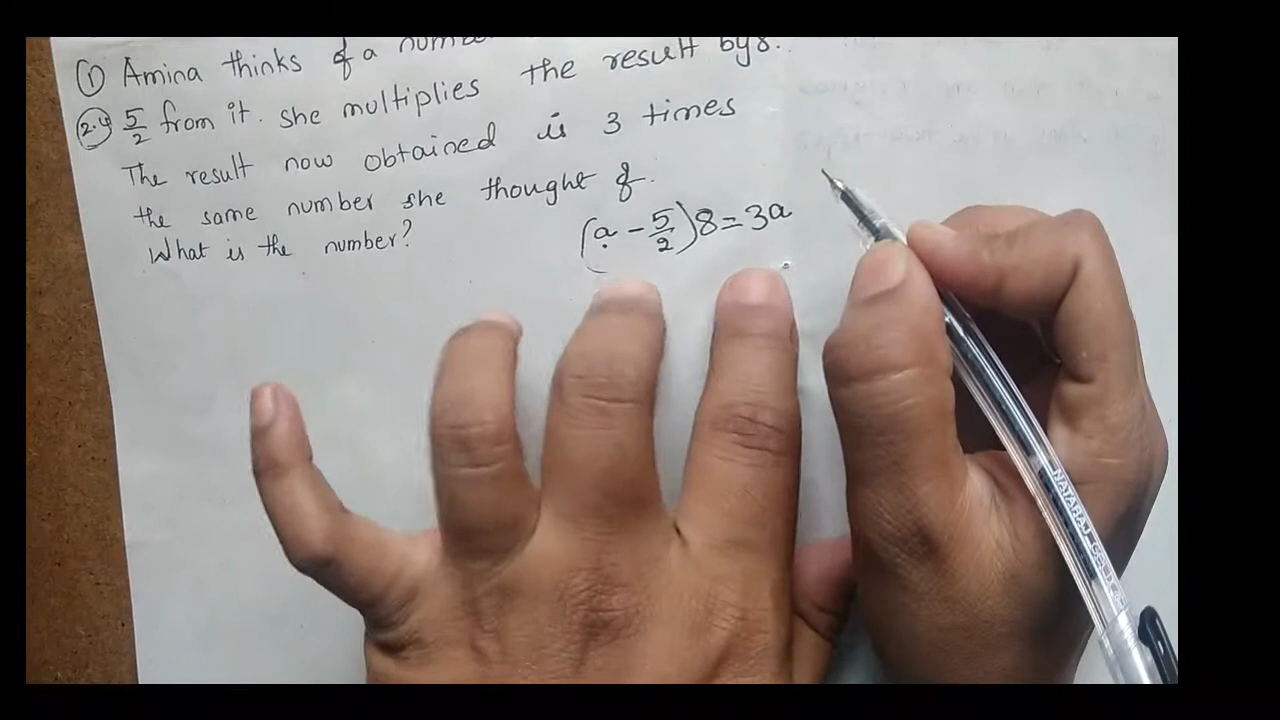 ① Amina thinks of a
2.4 5/2 from it. she multiplies the result by 8.
The result now obtained is 3 times
the same number she thought of.
What is the number?
(a - 5/2) 8 = 3a
NATARAJ